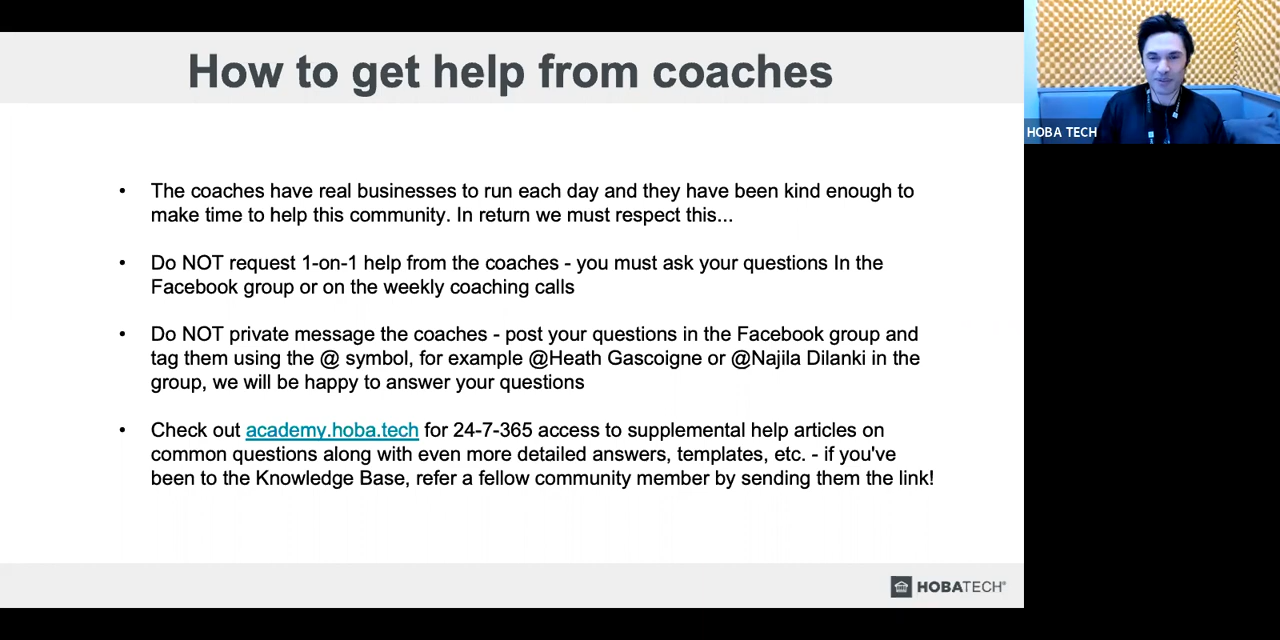 How to get help from coaches
• The coaches have real businesses to run each day and they have been kind enough to
make time to help this community. In return we must respect this...
• Do NOT request 1-on-1 help from the coaches - you must ask your questions In the
Facebook group or on the weekly coaching calls
• Do NOT private message the coaches - post your questions in the Facebook group and
tag them using the @ symbol, for example @Heath Gascoigne or @Najila Dilanki in the
group, we will be happy to answer your questions
• Check out academy.hoba.tech for 24-7-365 access to supplemental help articles on
common questions along with even more detailed answers, templates, etc. - if you've
been to the Knowledge Base, refer a fellow community member by sending them the link!
HOBATECH®
HOBA TECH